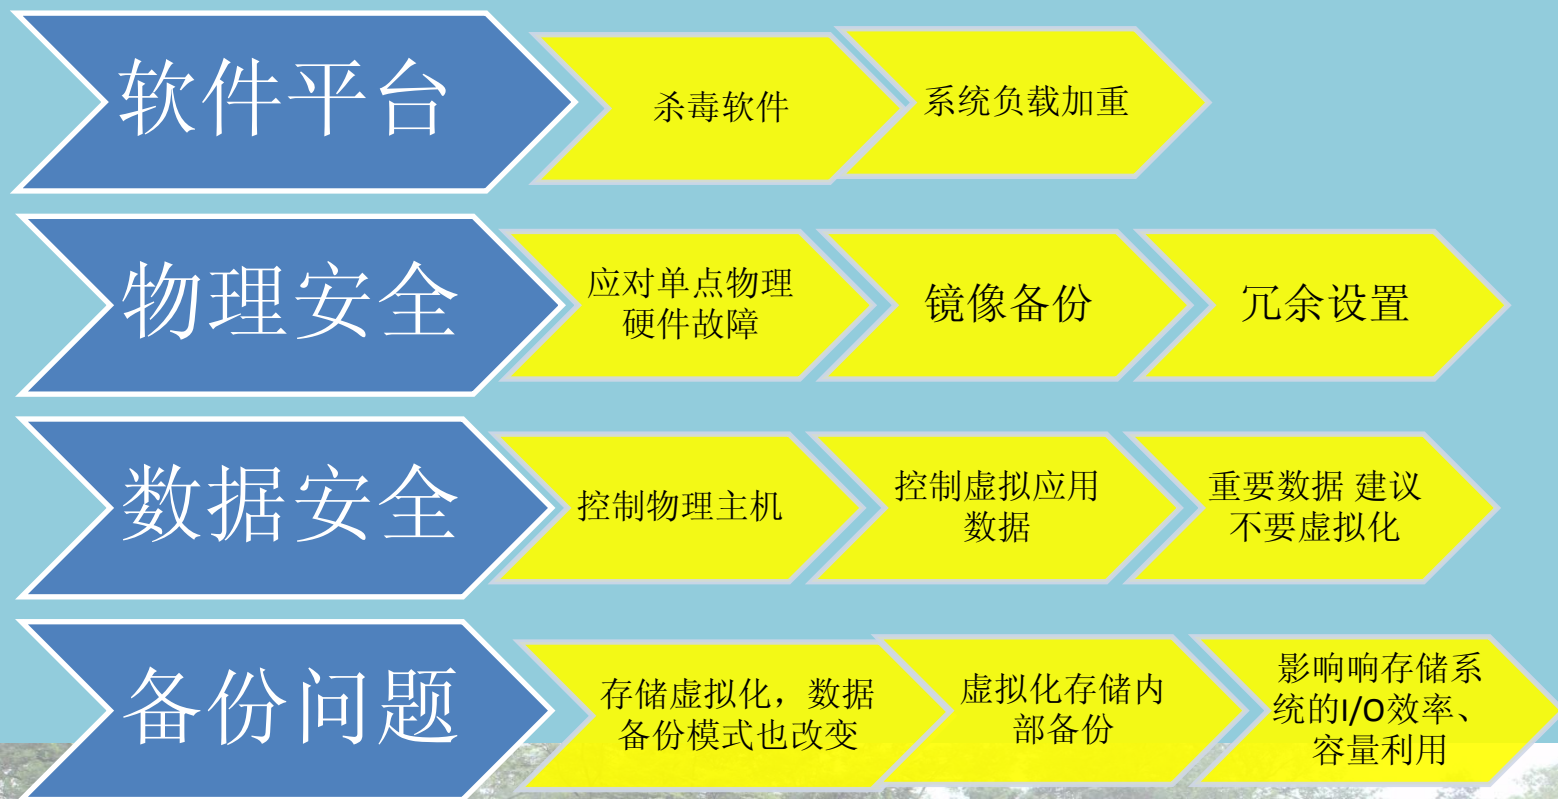 软件平台
杀毒软件
系统负载加重
物理安全
应对单点物理
硬件故障
镜像备份
冗余设置
数据安全
控制物理主机
控制虚拟应用
数据
重要数据 建议
不要虚拟化
备份问题
存储虚拟化，数据
备份模式也改变
虚拟化存储内
部备份
影响响存储系
统的I/O效率、
容量利用